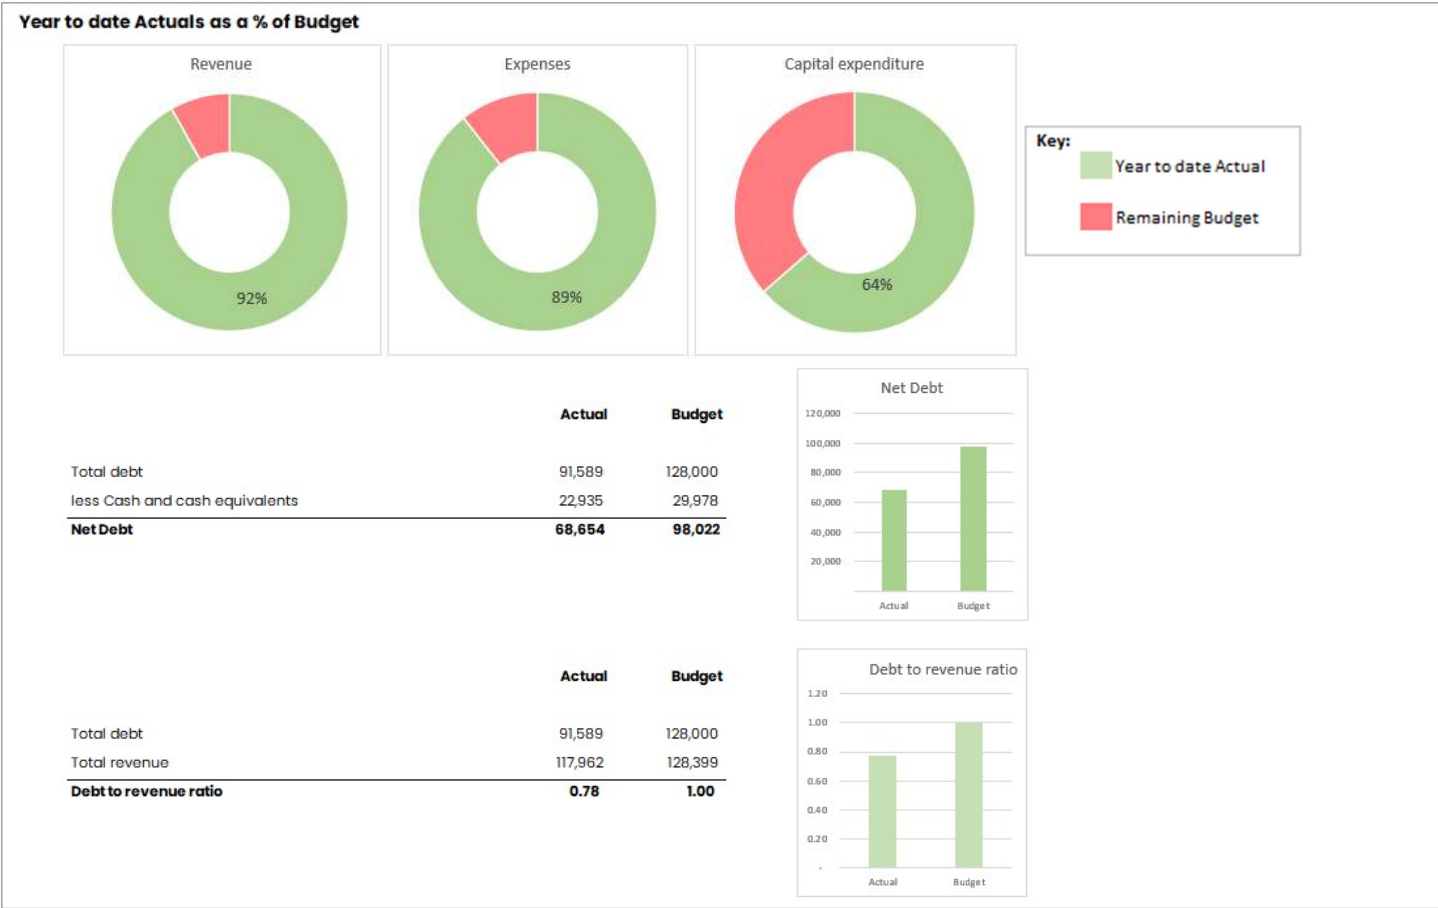 Year to date Actuals as a % of Budget
Revenue
Expenses
Capital expenditure
92%
89%
64%
Key:
Year to date Actual
Remaining Budget
Actual Budget
Total debt 91,589 128,000
less Cash and cash equivalents 22,935 29,978
Net Debt 68,654 98,022
Net Debt
120,000
100,000
80,000
60,000
40,000
20,000
Actual Budget
Actual Budget
Total debt 91,589 128,000
Total revenue 117,962 128,399
Debt to revenue ratio 0.78 1.00
Debt to revenue ratio
1.20
1.00
0.80
0.60
0.40
0.20
-
Actual Budget